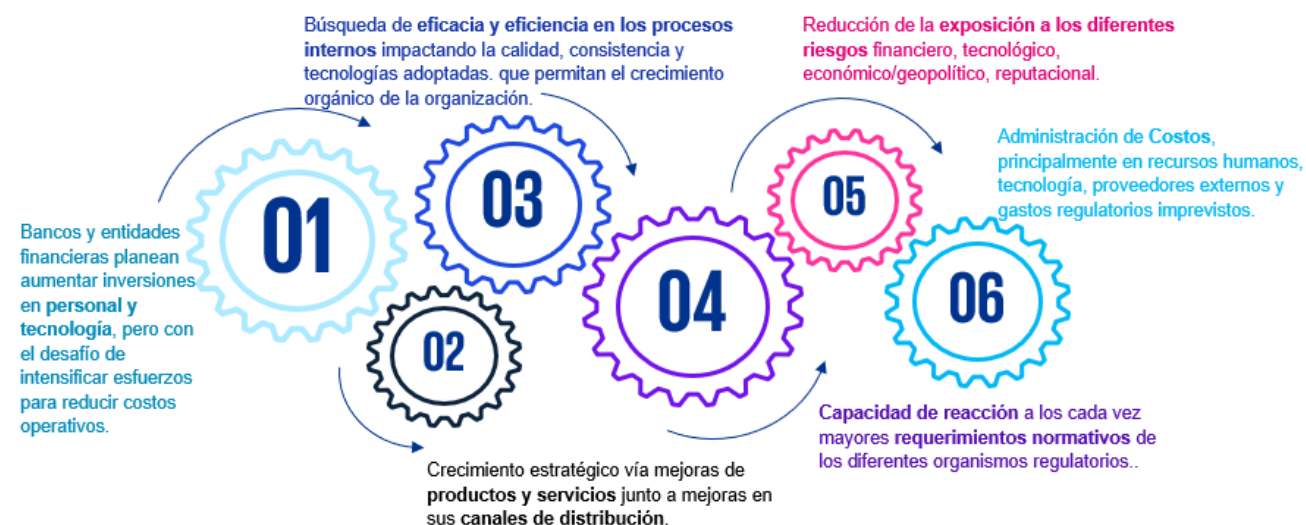 Búsqueda de eficacia y eficiencia en los procesos
internos impactando la calidad, consistencia y
tecnologías adoptadas. que permitan el crecimiento
orgánico de la organización.
Reducción de la exposición a los diferentes
riesgos financiero, tecnológico,
económico/geopolítico, reputacional.
Administración de Costos,
principalmente en recursos humanos,
tecnología, proveedores externos y
gastos regulatorios imprevistos.
01
03
05
Bancos y entidades
financieras planean
aumentar inversiones
en personal y
tecnología, pero con
el desafío de
intensificar esfuerzos
para reducir costos
operativos.
02
04
06
Crecimiento estratégico vía mejoras de
productos y servicios junto a mejoras en
sus canales de distribución.
Capacidad de reacción a los cada vez
mayores requerimientos normativos de
los diferentes organismos regulatorios..